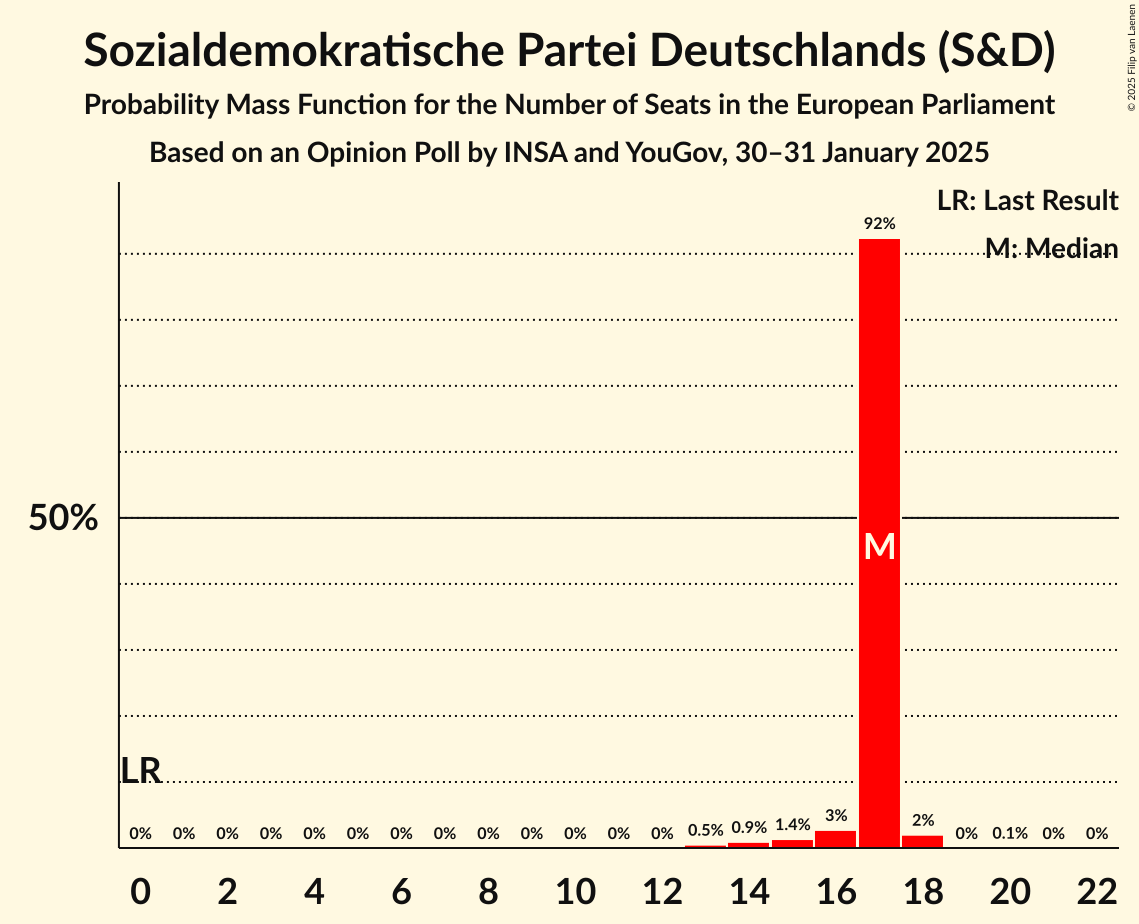 Sozialdemokratische Partei Deutschlands (S&D)
Probability Mass Function for the Number of Seats in the European Parliament
Based on an Opinion Poll by INSA and YouGov, 30–31 January 2025
© 2025 Filip van Laenen
LR: Last Result
M: Median
92%
50%
M
LR
0% 0% 0% 0% 0% 0% 0% 0% 0% 0% 0% 0% 0% 0.5% 0.9% 1.4% 3% 2% 0% 0.1% 0% 0%
0 2 4 6 8 10 12 14 16 18 20 22